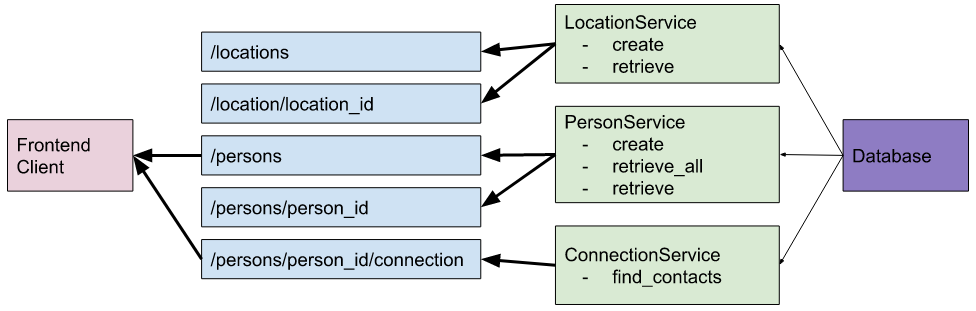 Frontend
Client
/locations
/location/location_id
/persons
/persons/person_id
/persons/person_id/connection
LocationService
- create
- retrieve
PersonService
- create
- retrieve_all
- retrieve
ConnectionService
- find_contacts
Database